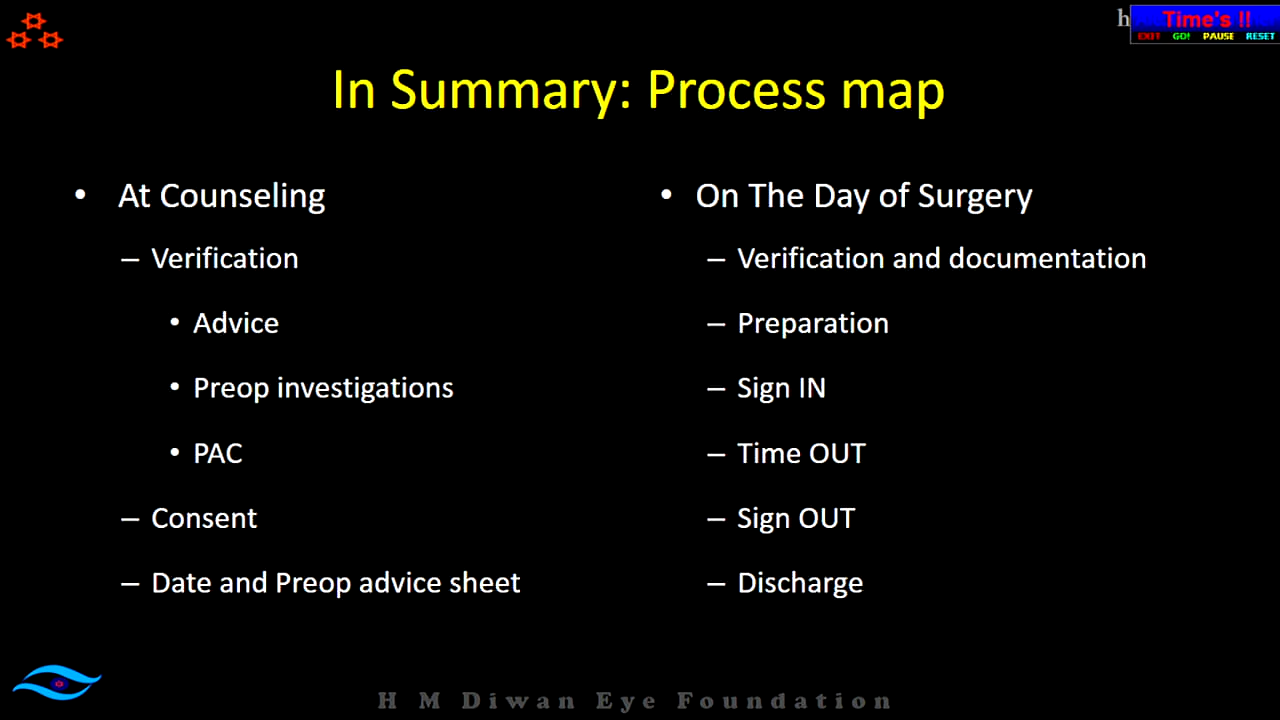 h
Time's !!
EXIT GO! PAUSE RESET
In Summary: Process map
• At Counseling
– Verification
• Advice
• Preop investigations
• PAC
– Consent
– Date and Preop advice sheet
• On The Day of Surgery
– Verification and documentation
– Preparation
– Sign IN
– Time OUT
– Sign OUT
– Discharge
H M Diwan Eye Foundation